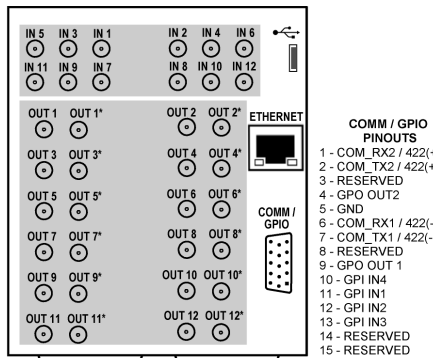 IN 5 IN 3 IN 1 IN 2 IN 4 IN 6
IN 11 IN 9 IN 7 IN 8 IN 10 IN 12
OUT 1 OUT 1* OUT 2 OUT 2*
ETHERNET
OUT 3 OUT 3* OUT 4 OUT 4*
OUT 5 OUT 5* OUT 6 OUT 6*
COMM /
GPIO
OUT 7 OUT 7* OUT 8 OUT 8*
OUT 9 OUT 9* OUT 10 OUT 10*
OUT 11 OUT 11* OUT 12 OUT 12*
COMM / GPIO
PINOUTS
1 - COM_RX2 / 422(+
2 - COM_TX2 / 422(+
3 - RESERVED
4 - GPO OUT2
5 - GND
6 - COM_RX1 / 422(-
7 - COM_TX1 / 422(-
8 - RESERVED
9 - GPO OUT 1
10 - GPI IN4
11 - GPI IN1
12 - GPI IN2
13 - GPI IN3
14 - RESERVED
15 - RESERVED